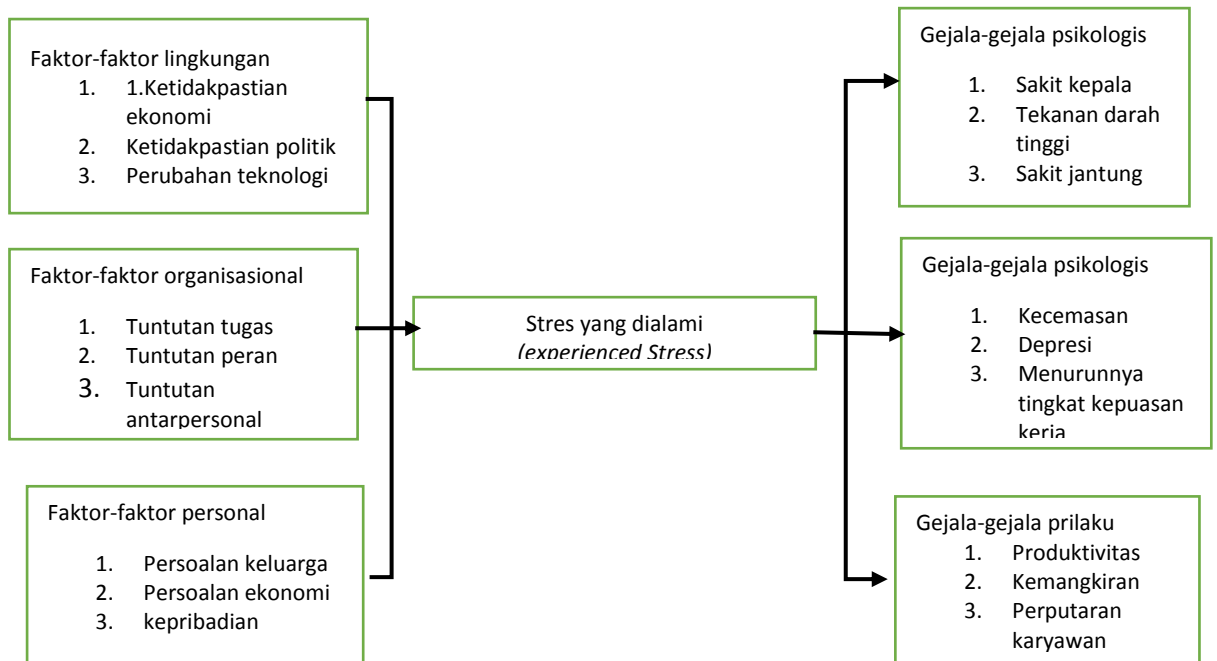 Faktor-faktor lingkungan
1. 1.Ketidakpastian
ekonomi
2. Ketidakpastian politik
3. Perubahan teknologi
Faktor-faktor organisasional
1. Tuntutan tugas
2. Tuntutan peran
3. Tuntutan
antarpersonal
Faktor-faktor personal
1. Persoalan keluarga
2. Persoalan ekonomi
3. kepribadian
Stres yang dialami
(experienced Stress)
Gejala-gejala psikologis
1. Sakit kepala
2. Tekanan darah
tinggi
3. Sakit jantung
Gejala-gejala psikologis
1. Kecemasan
2. Depresi
3. Menurunnya
tingkat kepuasan
kerja
Gejala-gejala prilaku
1. Produktivitas
2. Kemangkiran
3. Perputaran
karyawan